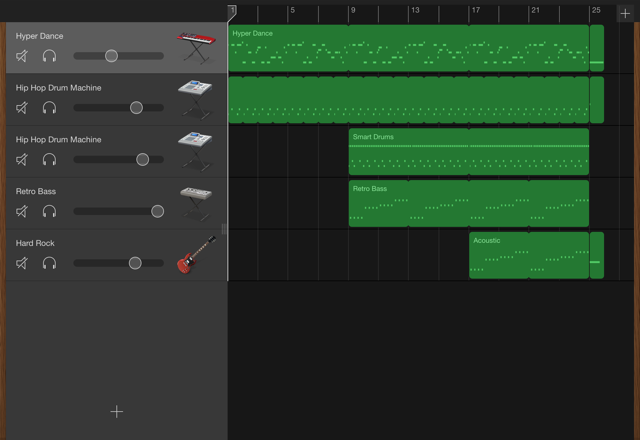 1 5 9 13 17 21 25
Hyper Dance
Hyper Dance
Hip Hop Drum Machine
Hip Hop Drum Machine
Smart Drums
Retro Bass
Retro Bass
Hard Rock
Acoustic